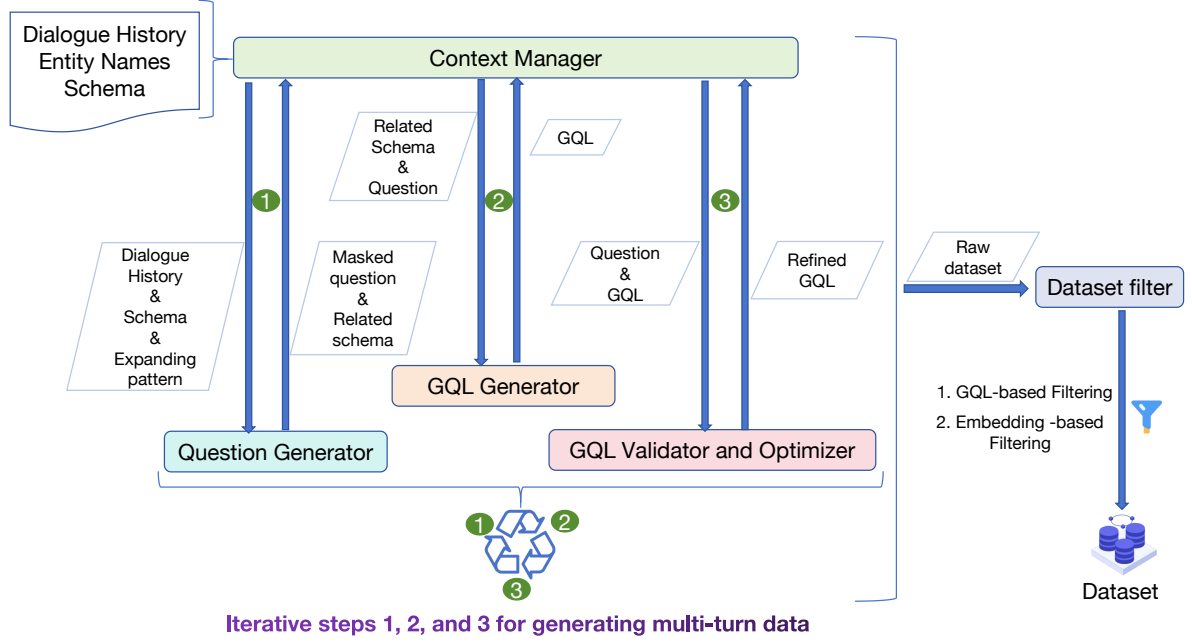 Dialogue History
Entity Names
Schema
Context Manager
Related
Schema
&
Question
GQL
1
2
3
Dialogue
History
&
Schema
&
Expanding
pattern
Masked
question
&
Related
schema
Question
&
GQL
Refined
GQL
Raw
dataset
Dataset filter
GQL Generator
Question Generator
GQL Validator and Optimizer
1. GQL-based Filtering
2. Embedding -based
Filtering
1
2
3
Dataset
Iterative steps 1, 2, and 3 for generating multi-turn data